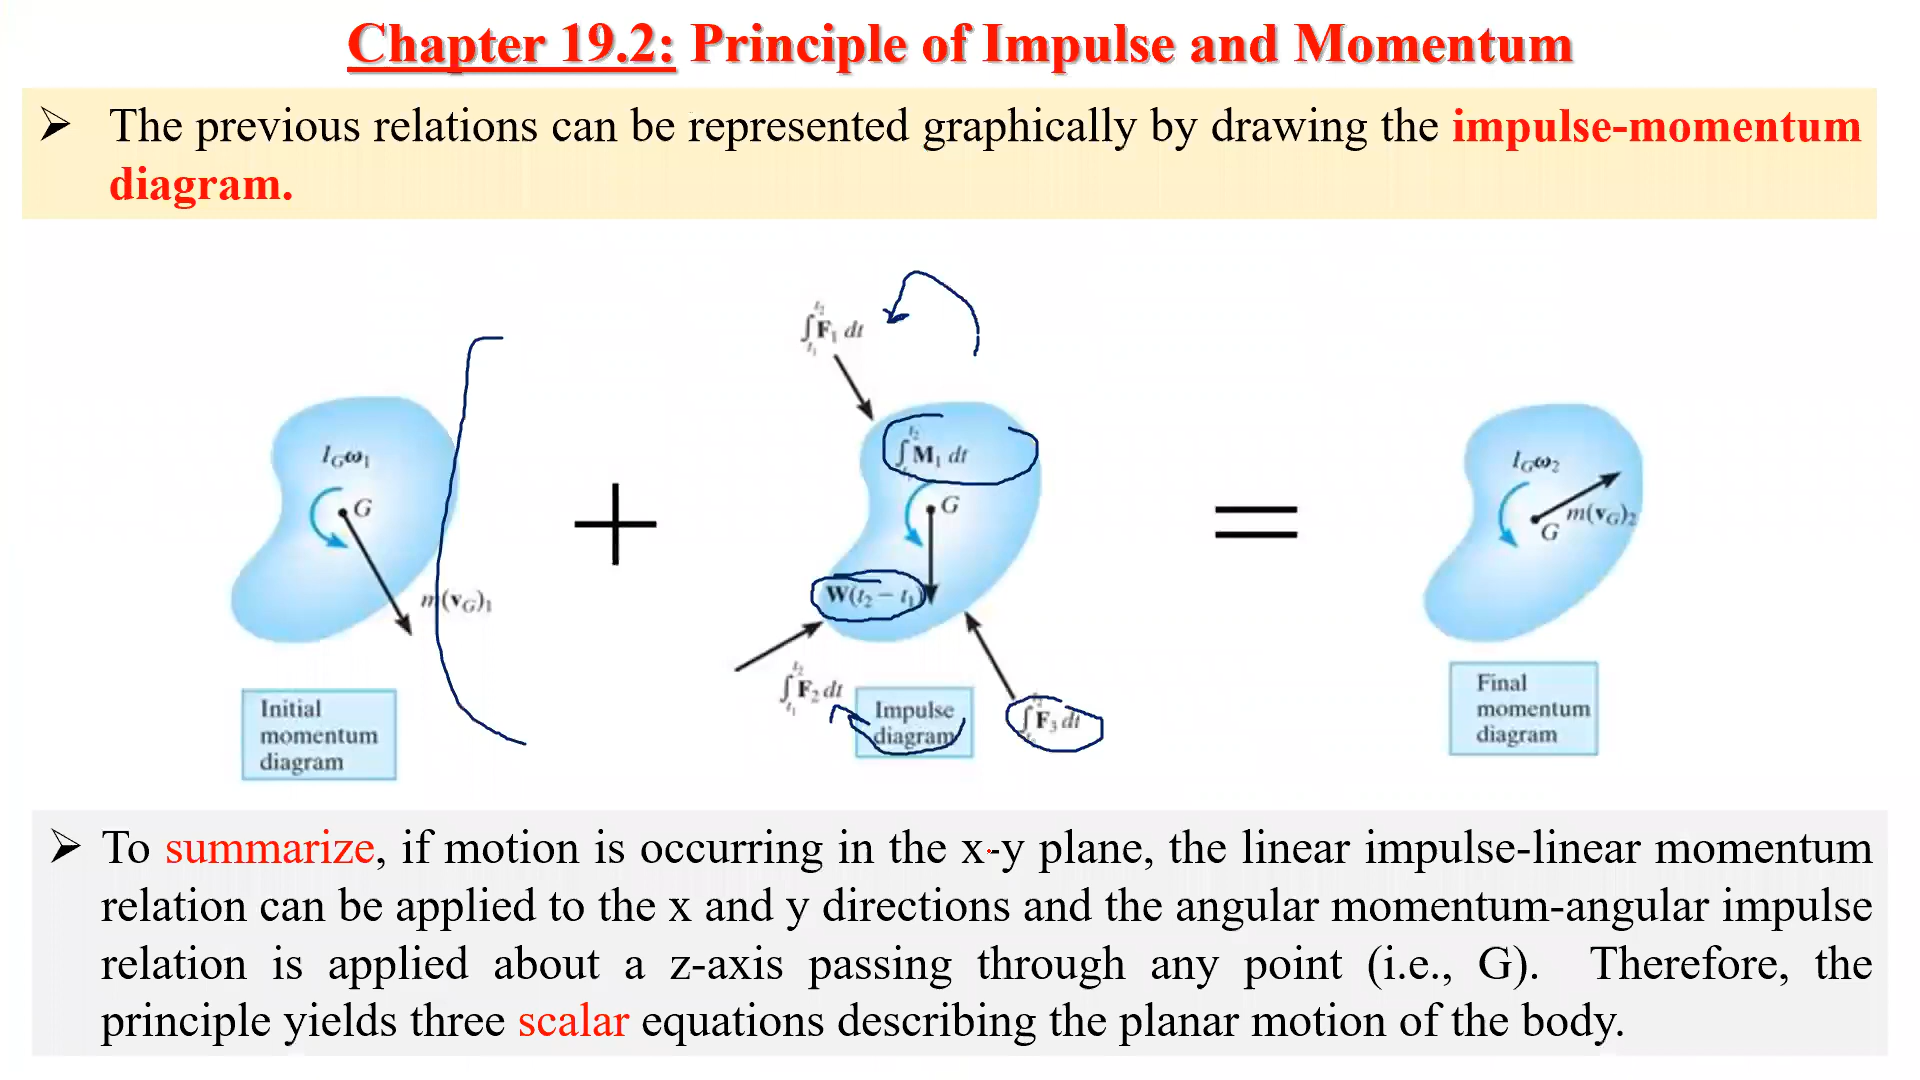 Chapter 19.2: Principle of Impulse and Momentum
➢ The previous relations can be represented graphically by drawing the impulse-momentum
diagram.
∫t₁t₂ F₁ dt
I_Gω₁
G
m(v_G)₁
+
∫t₂ M₁ dt
G
W(t₂ − t₁)
∫t₁t₂ F₂ dt
∫ F₃ dt
=
I_Gω₂
G
m(v_G)₂
Initial
momentum
diagram
Impulse
diagram
Final
momentum
diagram
➢ To summarize, if motion is occurring in the x-y plane, the linear impulse-linear momentum
relation can be applied to the x and y directions and the angular momentum-angular impulse
relation is applied about a z-axis passing through any point (i.e., G). Therefore, the
principle yields three scalar equations describing the planar motion of the body.